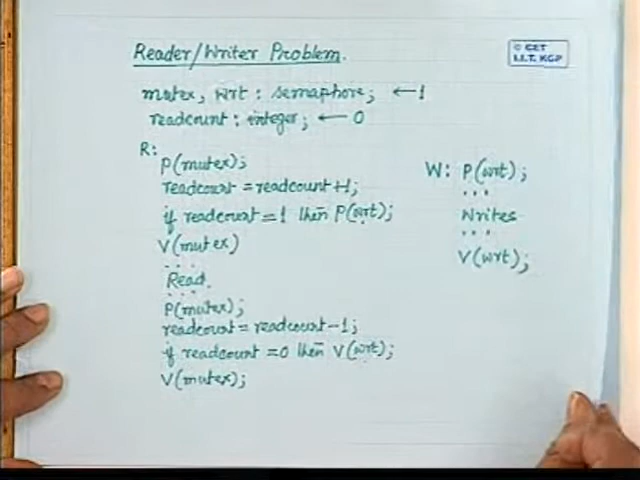 Reader/Writer Problem.
© CET
I.I.T. KGP
mutex, wrt : semaphore; ← 1
readcount : integer; ← 0
R:
P(mutex);
readcount = readcount+1;
if readcount = 1 then P(wrt);
V(mutex)
...
Read.
...
P(mutex);
readcount = readcount-1;
if readcount = 0 then V(wrt);
V(mutex);
W: P(wrt);
...
Writes
...
V(wrt);